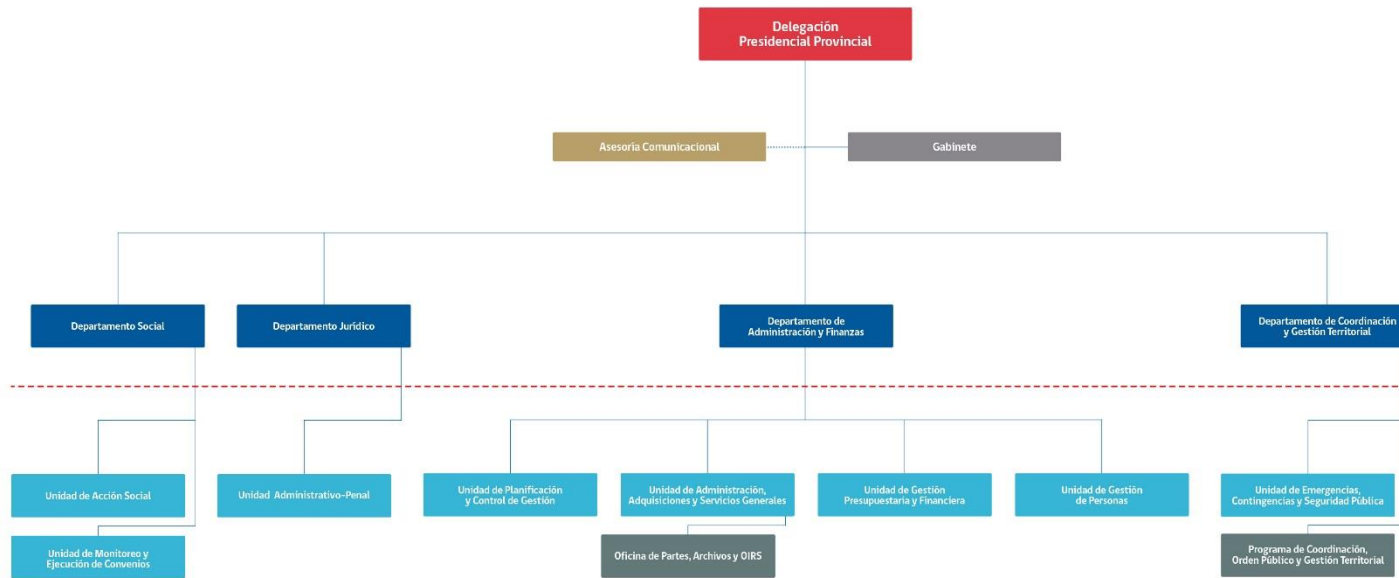 Delegación
Presidencial Provincial
Asesoría Comunicacional
Gabinete
Departamento Social
Departamento Jurídico
Departamento de
Administración y Finanzas
Departamento de Coordinación
y Gestión Territorial
Unidad de Acción Social
Unidad Administrativo-Penal
Unidad de Planificación
y Control de Gestión
Unidad de Administración,
Adquisiciones y Servicios Generales
Unidad de Gestión
Presupuestaria y Financiera
Unidad de Gestión
de Personas
Unidad de Emergencias,
Contingencias y Seguridad Pública
Unidad de Monitoreo y
Ejecución de Convenios
Oficina de Partes, Archivos y OIRS
Programa de Coordinación,
Orden Público y Gestión Territorial